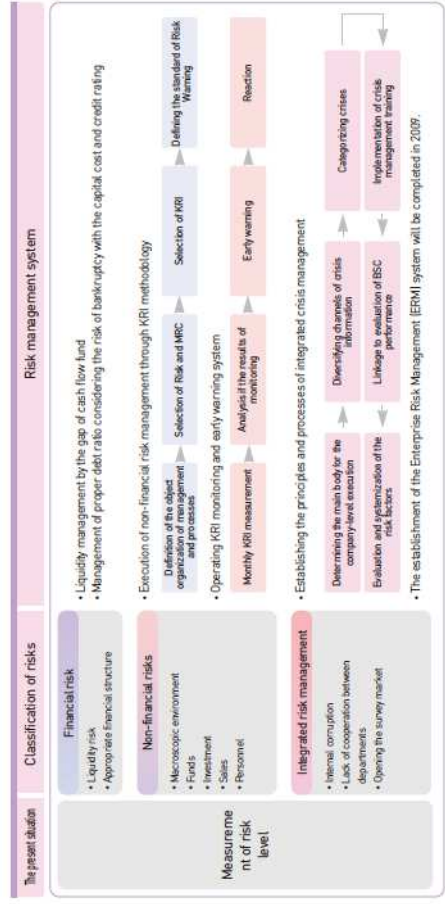 The present situation
Classification of risks
Risk management system
Measureme
nt of risk
level
Financial risk
• Liquidity risk
• Appropriate financial structure
• Liquidity management by the gap of cash flow fund
• Management of proper debt ratio considering the risk of bankruptcy with the capital cost and credit rating
Non-financial risks
• Macroscopic environment
• Funds
• Investment
• Sales
• Personnel
• Execution of non-financial risk management through KRI methodology
Definition of the object
organization of management
and processes
Selection of Risk and MRC
Selection of KRI
Defining the standard of Risk
Warning
• Operating KRI monitoring and early warning system
Monthly KRI measurement
Analysis if the results of
monitoring
Early warning
Reaction
Integrated risk management
• Internal corruption
• Lack of cooperation between
departments
• Opening the survey market
• Establishing the principles and processes of integrated crisis management
Determining the main body for the
company-level execution
Diversifying channels of crisis
information
Categorizing crises
Evaluation and systemization of the
risk factors
Linkage to evaluation of BSC
performance
Implementation of crisis
management training
• The establishment of the Enterprise Risk Management (ERM) system will be completed in 2009.